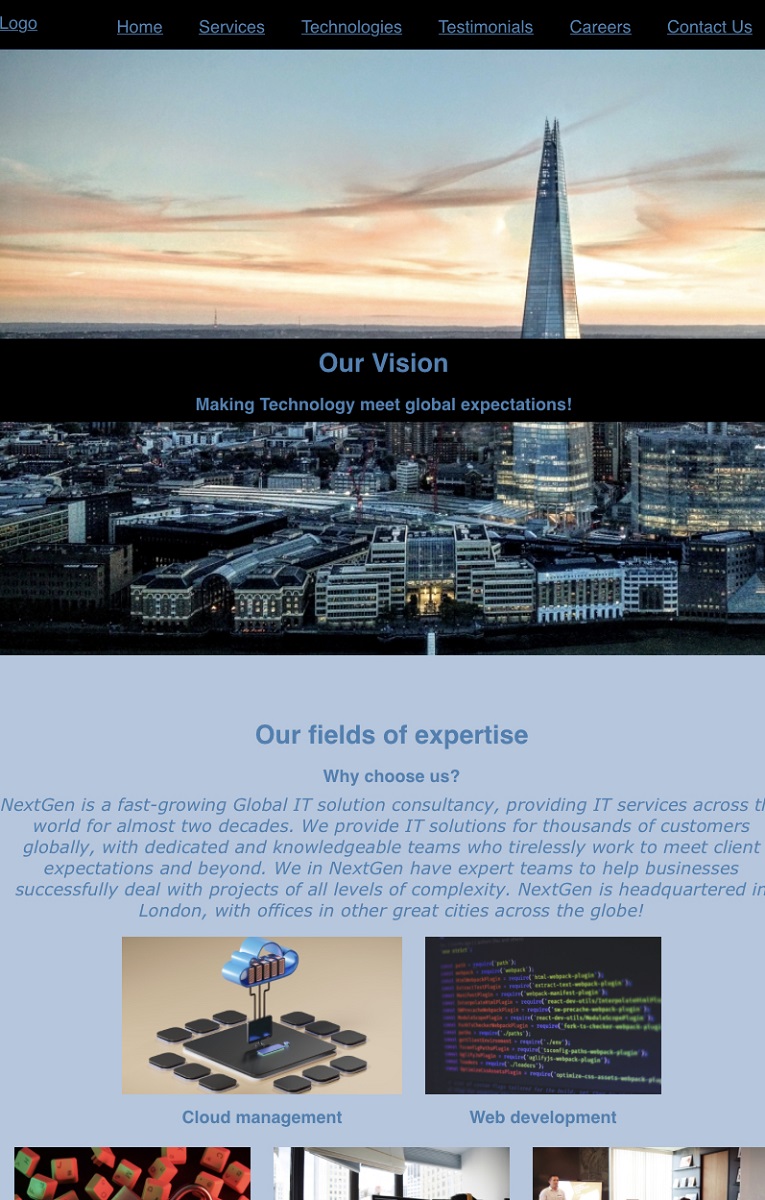 Logo
Home Services Technologies Testimonials Careers Contact Us
Our Vision
Making Technology meet global expectations!
Our fields of expertise
Why choose us?
NextGen is a fast-growing Global IT solution consultancy, providing IT services across
world for almost two decades. We provide IT solutions for thousands of customers
globally, with dedicated and knowledgeable teams who tirelessly work to meet client
expectations and beyond. We in NextGen have expert teams to help businesses
successfully deal with projects of all levels of complexity. NextGen is headquartered in
London, with offices in other great cities across the globe!
Cloud management
Web development